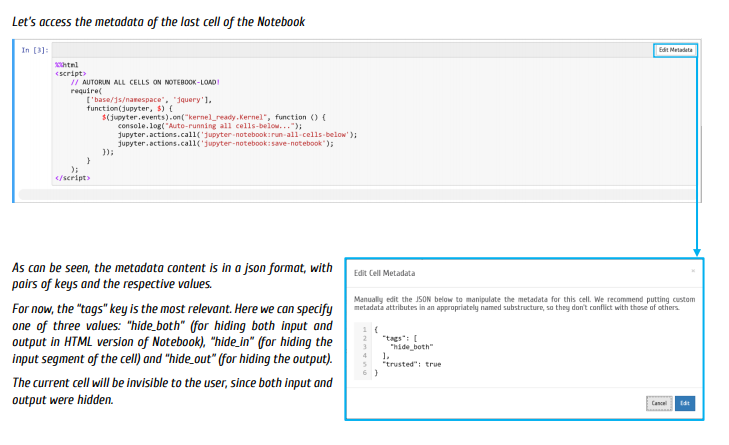 Let's access the metadata of the last cell of the Notebook
In [3]:
Edit Metadata
%%html
<script>
// AUTORUN ALL CELLS ON NOTEBOOK-LOAD!
require(
['base/js/namespace', 'jquery'],
function(jupyter, $) {
$(jupyter.events).on("kernel_ready.Kernel", function () {
console.log("Auto-running all cells-below...");
jupyter.actions.call('jupyter-notebook:run-all-cells-below');
jupyter.actions.call('jupyter-notebook:save-notebook');
});
}
);
</script>
As can be seen, the metadata content is in a json format, with
pairs of keys and the respective values.
For now, the "tags" key is the most relevant. Here we can specify
one of three values: "hide_both" (for hiding both input and
output in HTML version of Notebook), "hide_in" (for hiding the
input segment of the cell) and "hide_out" (for hiding the output).
The current cell will be invisible to the user, since both input and
output were hidden.
Edit Cell Metadata
×
Manually edit the JSON below to manipulate the metadata for this cell. We recommend putting custom
metadata attributes in an appropriately named substructure, so they don't conflict with those of others.
1 {
2 "tags": [
3 "hide_both"
4 ],
5 "trusted": true
6 }
Cancel
Edit